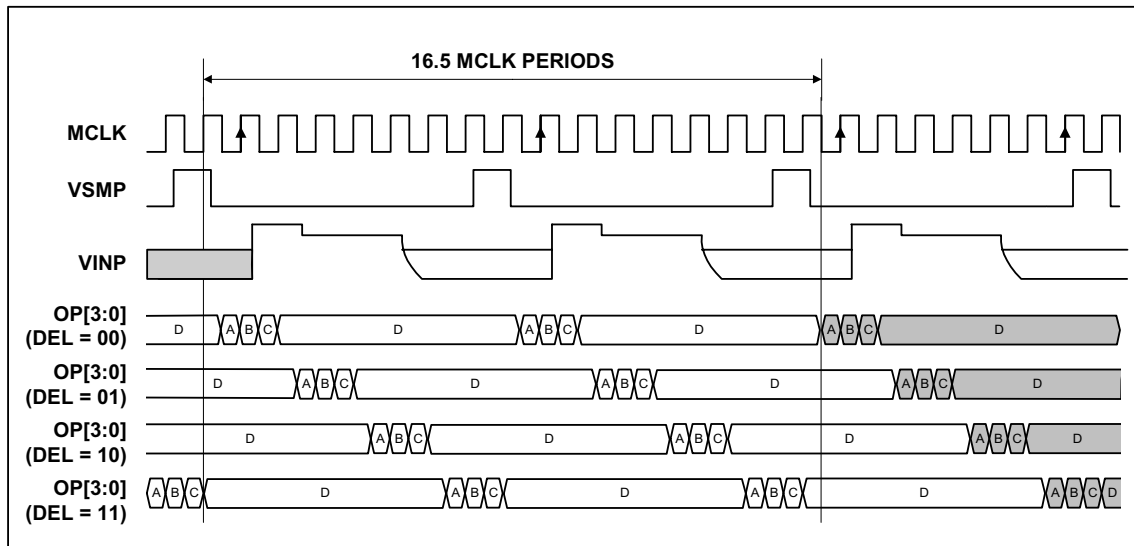 16.5 MCLK PERIODS
MCLK
VSMP
VINP
OP[3:0]
(DEL = 00)
D A B C D A B C D A B C D
OP[3:0]
(DEL = 01)
D A B C D A B C D A B C D
OP[3:0]
(DEL = 10)
D A B C D A B C D A B C D
OP[3:0]
(DEL = 11)
A B C D A B C D A B C D A B C D